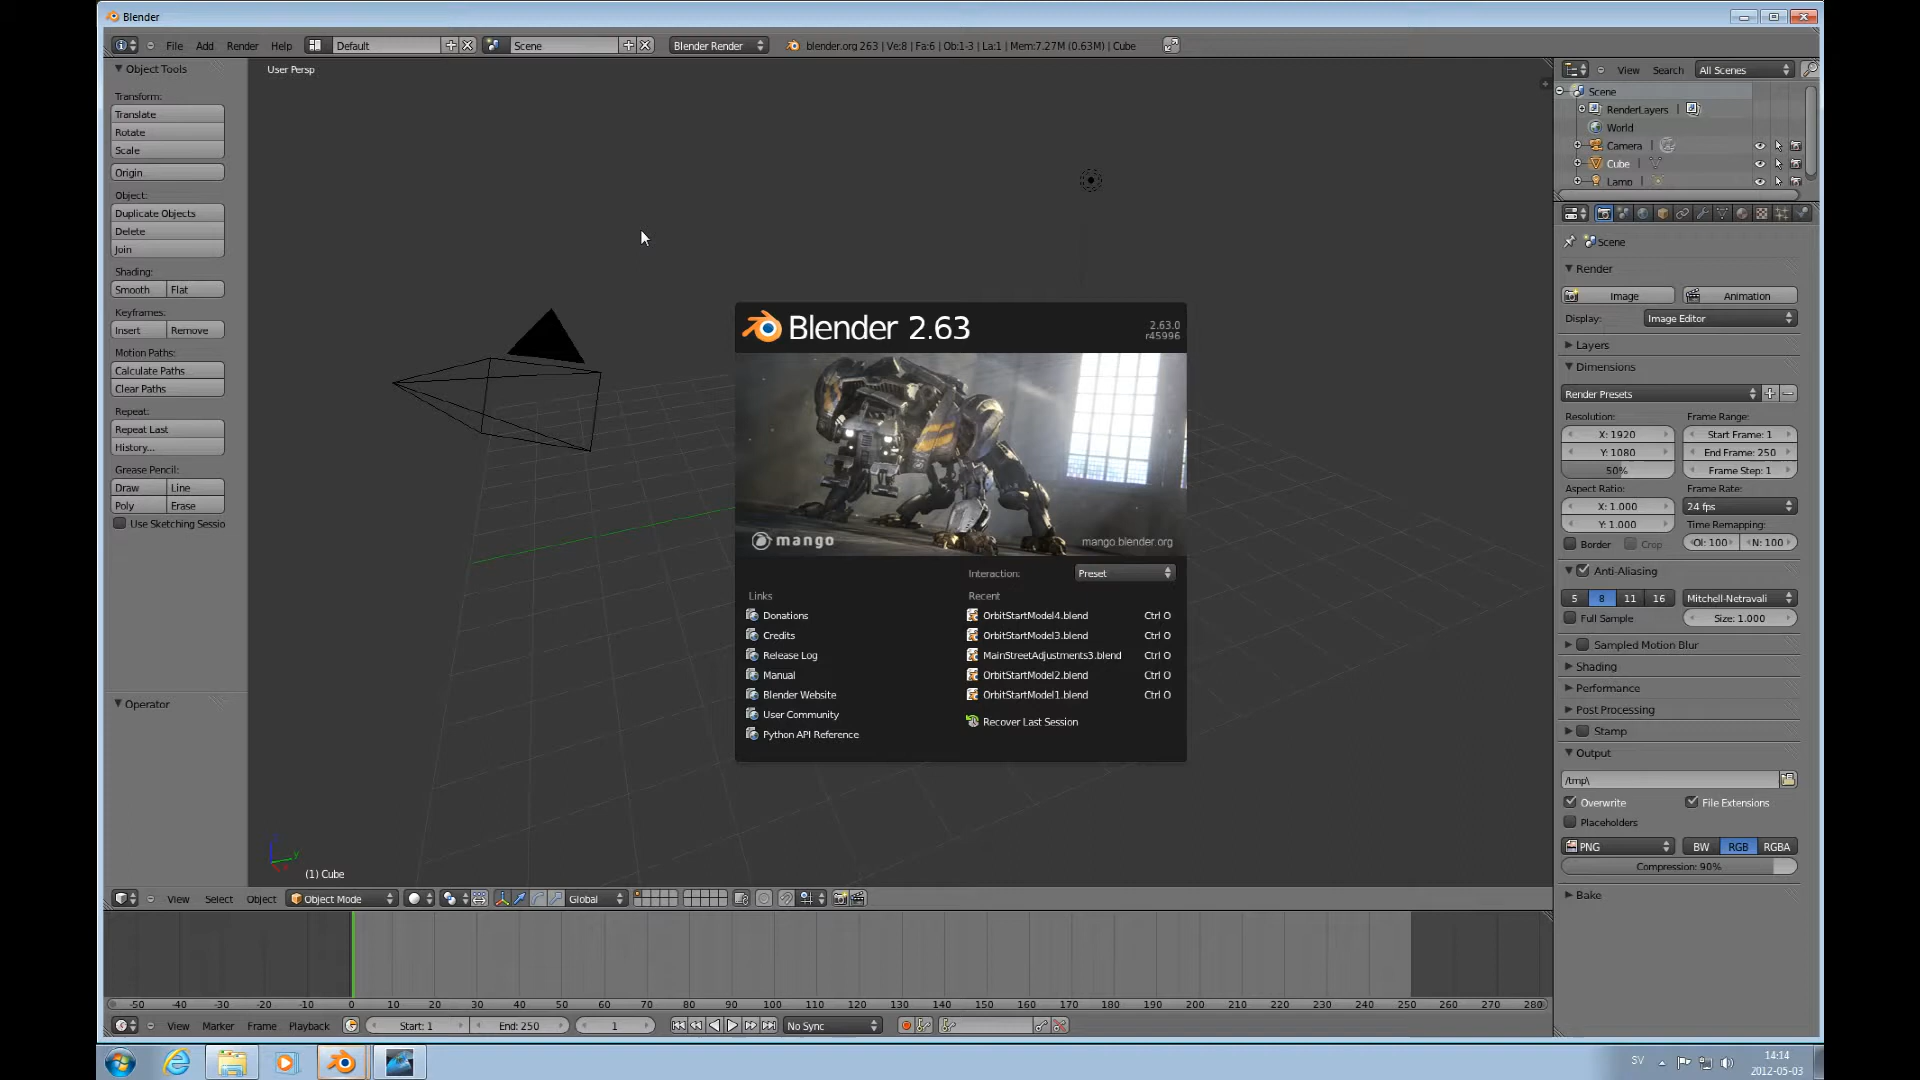 Blender
File Add Render Help Default Scene Blender Render blender.org 263 | Ve:8 | Fa:6 | Ob:1-3 | La:1 | Mem:7.27M (0.63M) | Cube
Object Tools
Transform:
Translate
Rotate
Scale
Origin
Object:
Duplicate Objects
Delete
Join
Shading:
Smooth Flat
Keyframes:
Insert Remove
Motion Paths:
Calculate Paths
Clear Paths
Repeat:
Repeat Last
History...
Grease Pencil:
Draw Line
Poly Erase
Use Sketching Sessio
Operator
User Persp
Blender 2.63
2.63.0
r45996
mango
mango.blender.org
Interaction: Preset
Links
Donations
Credits
Release Log
Manual
Blender Website
User Community
Python API Reference
Recent
OrbitStartModel4.blend Ctrl O
OrbitStartModel3.blend Ctrl O
MainStreetAdjustments3.blend Ctrl O
OrbitStartModel2.blend Ctrl O
OrbitStartModel1.blend Ctrl O
Recover Last Session
y
(1) Cube
View Select Object Object Mode Global
-50 -40 -30 -20 -10 0 10 20 30 40 50 60 70 80 90 100 110 120 130 140 150 160 170 180 190 200 210 220 230 240 250 260 270 280
View Marker Frame Playback Start: 1 End: 250 1 No Sync
View Search All Scenes
Scene
RenderLayers |
World
Camera |
Cube |
Lamp |
Scene
Render
Image Animation
Display: Image Editor
Layers
Dimensions
Render Presets
Resolution: Frame Range:
X: 1920 Start Frame: 1
Y: 1080 End Frame: 250
50% Frame Step: 1
Aspect Ratio: Frame Rate:
X: 1.000 24 fps
Y: 1.000 Time Remapping:
Border Crop Ol: 100 N: 100
Anti-Aliasing
5 8 11 16 Mitchell-Netravali
Full Sample Size: 1.000
Sampled Motion Blur
Shading
Performance
Post Processing
Stamp
Output
/tmp\
Overwrite File Extensions
Placeholders
PNG BW RGB RGBA
Compression: 90%
Bake
SV 14:14
2012-05-03